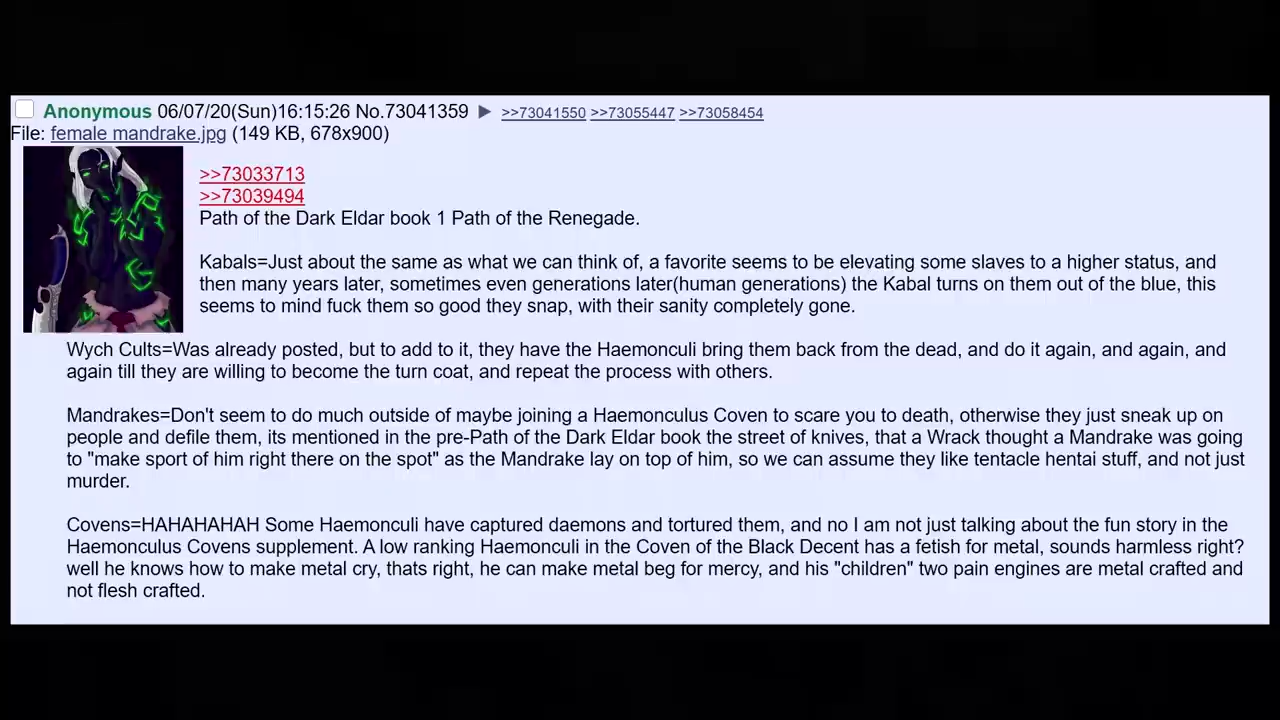 Anonymous 06/07/20(Sun)16:15:26 No.73041359 ▶ >>73041550 >>73055447 >>73058454
File: female mandrake.jpg (149 KB, 678x900)
>>73033713
>>73039494
Path of the Dark Eldar book 1 Path of the Renegade.
Kabals=Just about the same as what we can think of, a favorite seems to be elevating some slaves to a higher status, and
then many years later, sometimes even generations later(human generations) the Kabal turns on them out of the blue, this
seems to mind fuck them so good they snap, with their sanity completely gone.
Wych Cults=Was already posted, but to add to it, they have the Haemonculi bring them back from the dead, and do it again, and again, and
again till they are willing to become the turn coat, and repeat the process with others.
Mandrakes=Don't seem to do much outside of maybe joining a Haemonculus Coven to scare you to death, otherwise they just sneak up on
people and defile them, its mentioned in the pre-Path of the Dark Eldar book the street of knives, that a Wrack thought a Mandrake was going
to "make sport of him right there on the spot" as the Mandrake lay on top of him, so we can assume they like tentacle hentai stuff, and not just
murder.
Covens=HAHAHAHAH Some Haemonculi have captured daemons and tortured them, and no I am not just talking about the fun story in the
Haemonculus Covens supplement. A low ranking Haemonculi in the Coven of the Black Decent has a fetish for metal, sounds harmless right?
well he knows how to make metal cry, thats right, he can make metal beg for mercy, and his "children" two pain engines are metal crafted and
not flesh crafted.